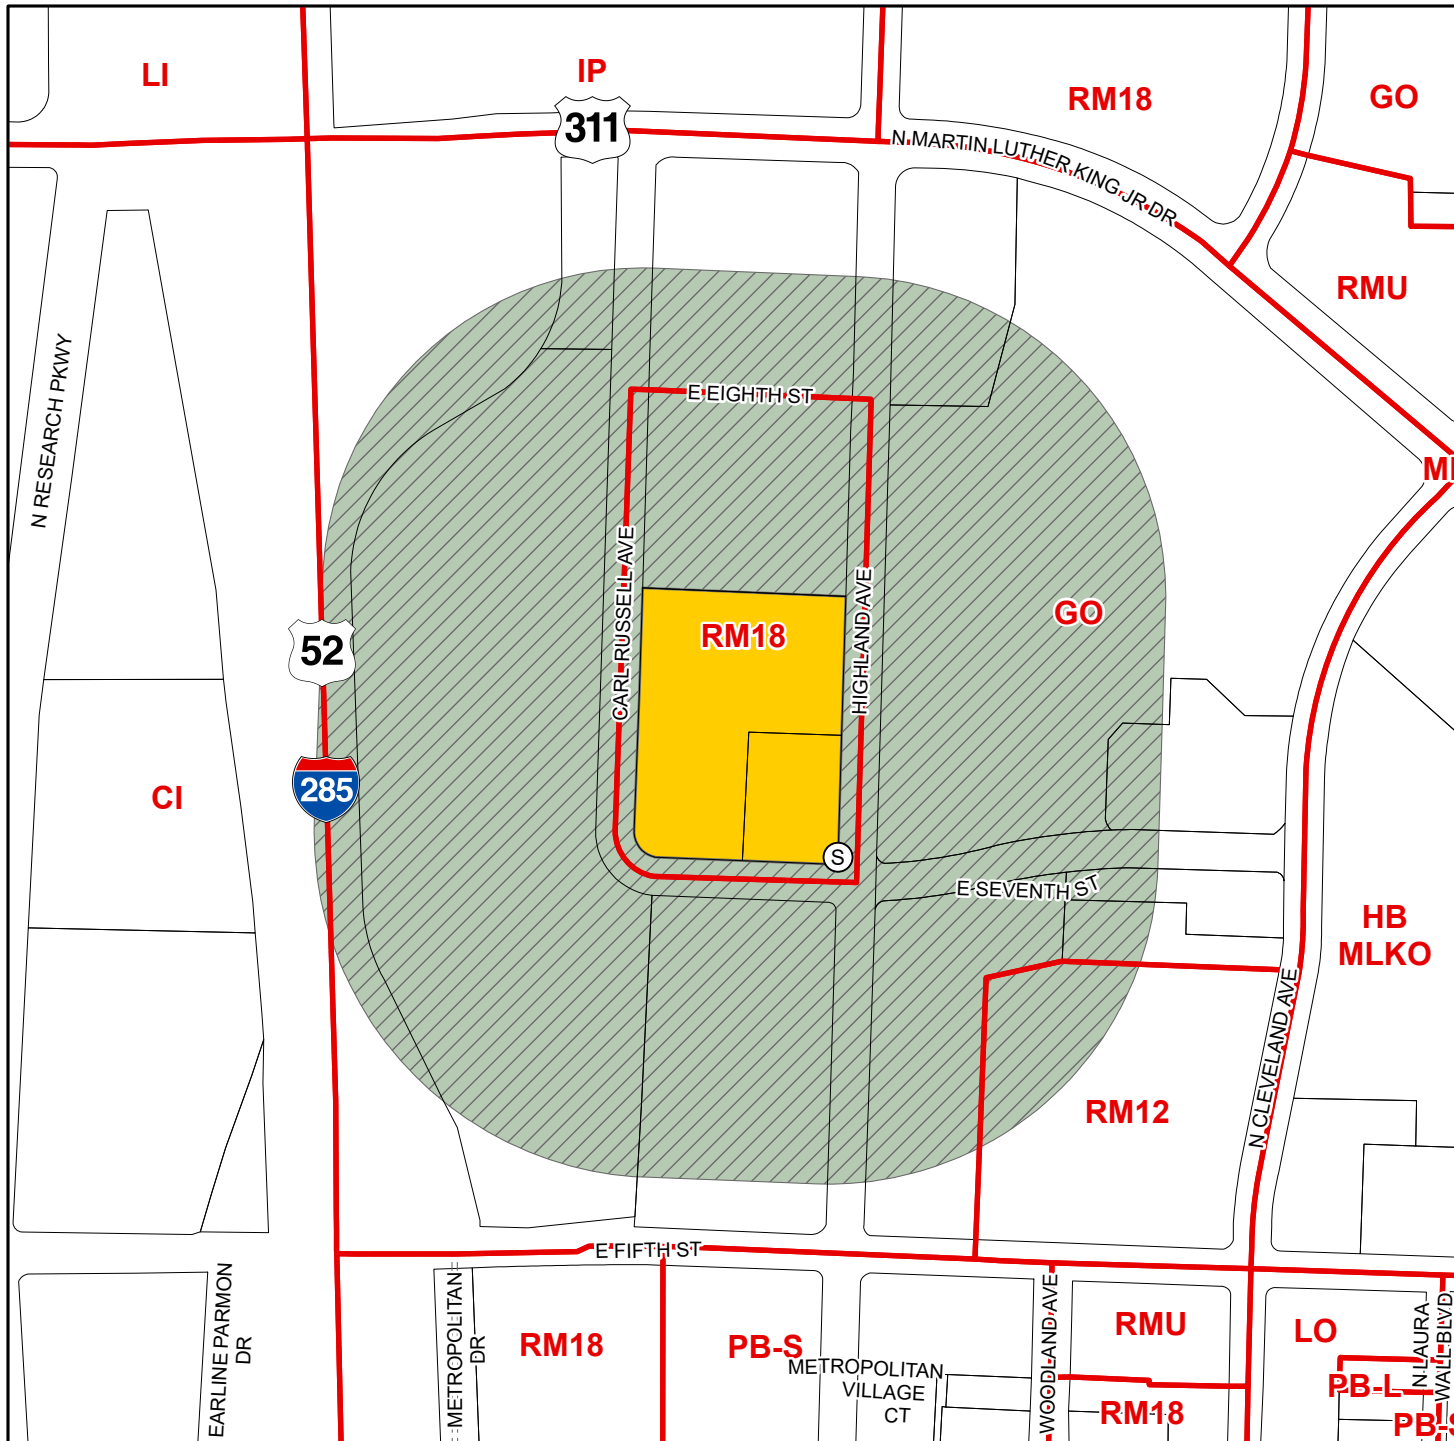 LI
IP
311
RM18
GO
N MARTIN LUTHER KING JR DR
RMU
N RESEARCH PKWY
E EIGHTH ST
CARL RUSSELL AVE
HIGHLAND AVE
RM18
GO
52
285
CI
S
E SEVENTH ST
HB
MLKO
N CLEVELAND AVE
RM12
E FIFTH ST
EARLINE PARMON
DR
METROPOLITAN
DR
RM18
PB-S
METROPOLITAN
VILLAGE
CT
WOODLAND AVE
RMU
RM18
LO
N LAURA
WALL BLVD
PB-L